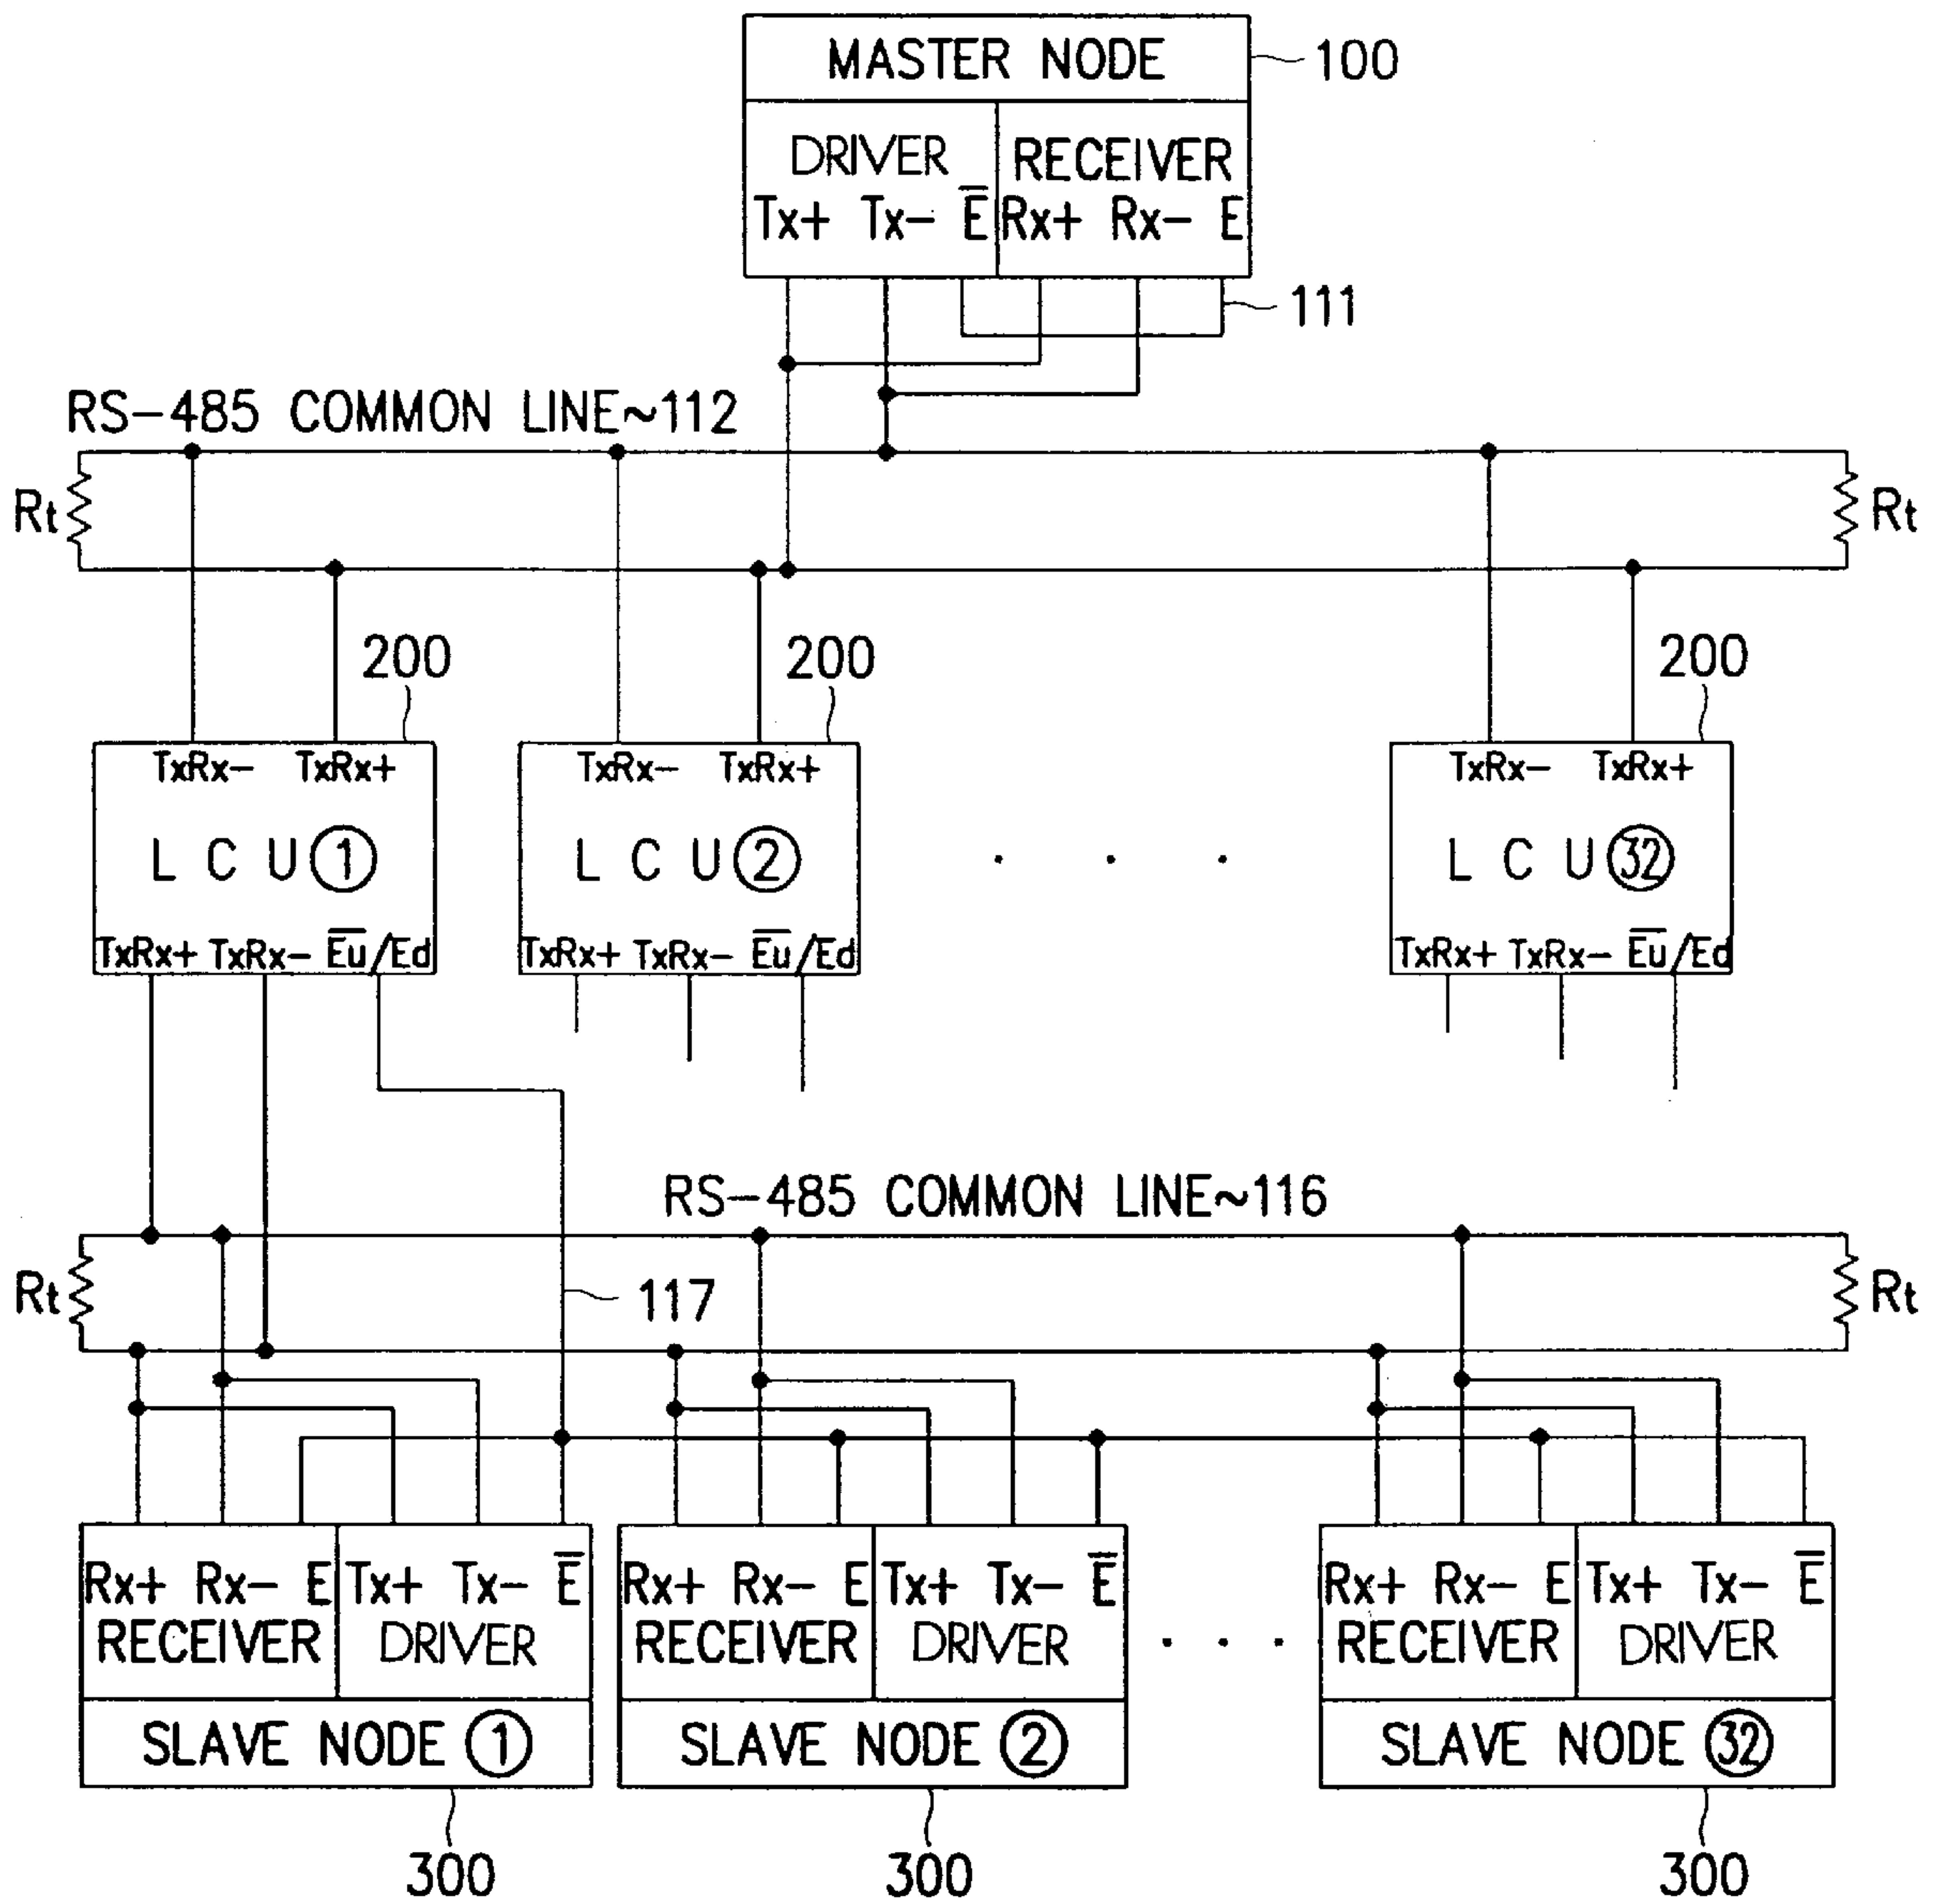 MASTER NODE
100
DRIVER
RECEIVER
Tx+ Tx- E̅
Rx+ Rx- E
111
RS-485 COMMON LINE~112
Rt
Rt
200
200
200
TxRx- TxRx+
TxRx- TxRx+
TxRx- TxRx+
L C U ①
L C U ②
. . .
L C U ㉜
TxRx+ TxRx- E̅u̅/Ed
TxRx+ TxRx- E̅u̅/Ed
TxRx+ TxRx- E̅u̅/Ed
RS-485 COMMON LINE~116
Rt
117
Rt
Rx+ Rx- E
Tx+ Tx- E̅
Rx+ Rx- E
Tx+ Tx- E̅
Rx+ Rx- E
Tx+ Tx- E̅
RECEIVER
DRIVER
RECEIVER
DRIVER
. . .
RECEIVER
DRIVER
SLAVE NODE ①
SLAVE NODE ②
SLAVE NODE ㉜
300
300
300